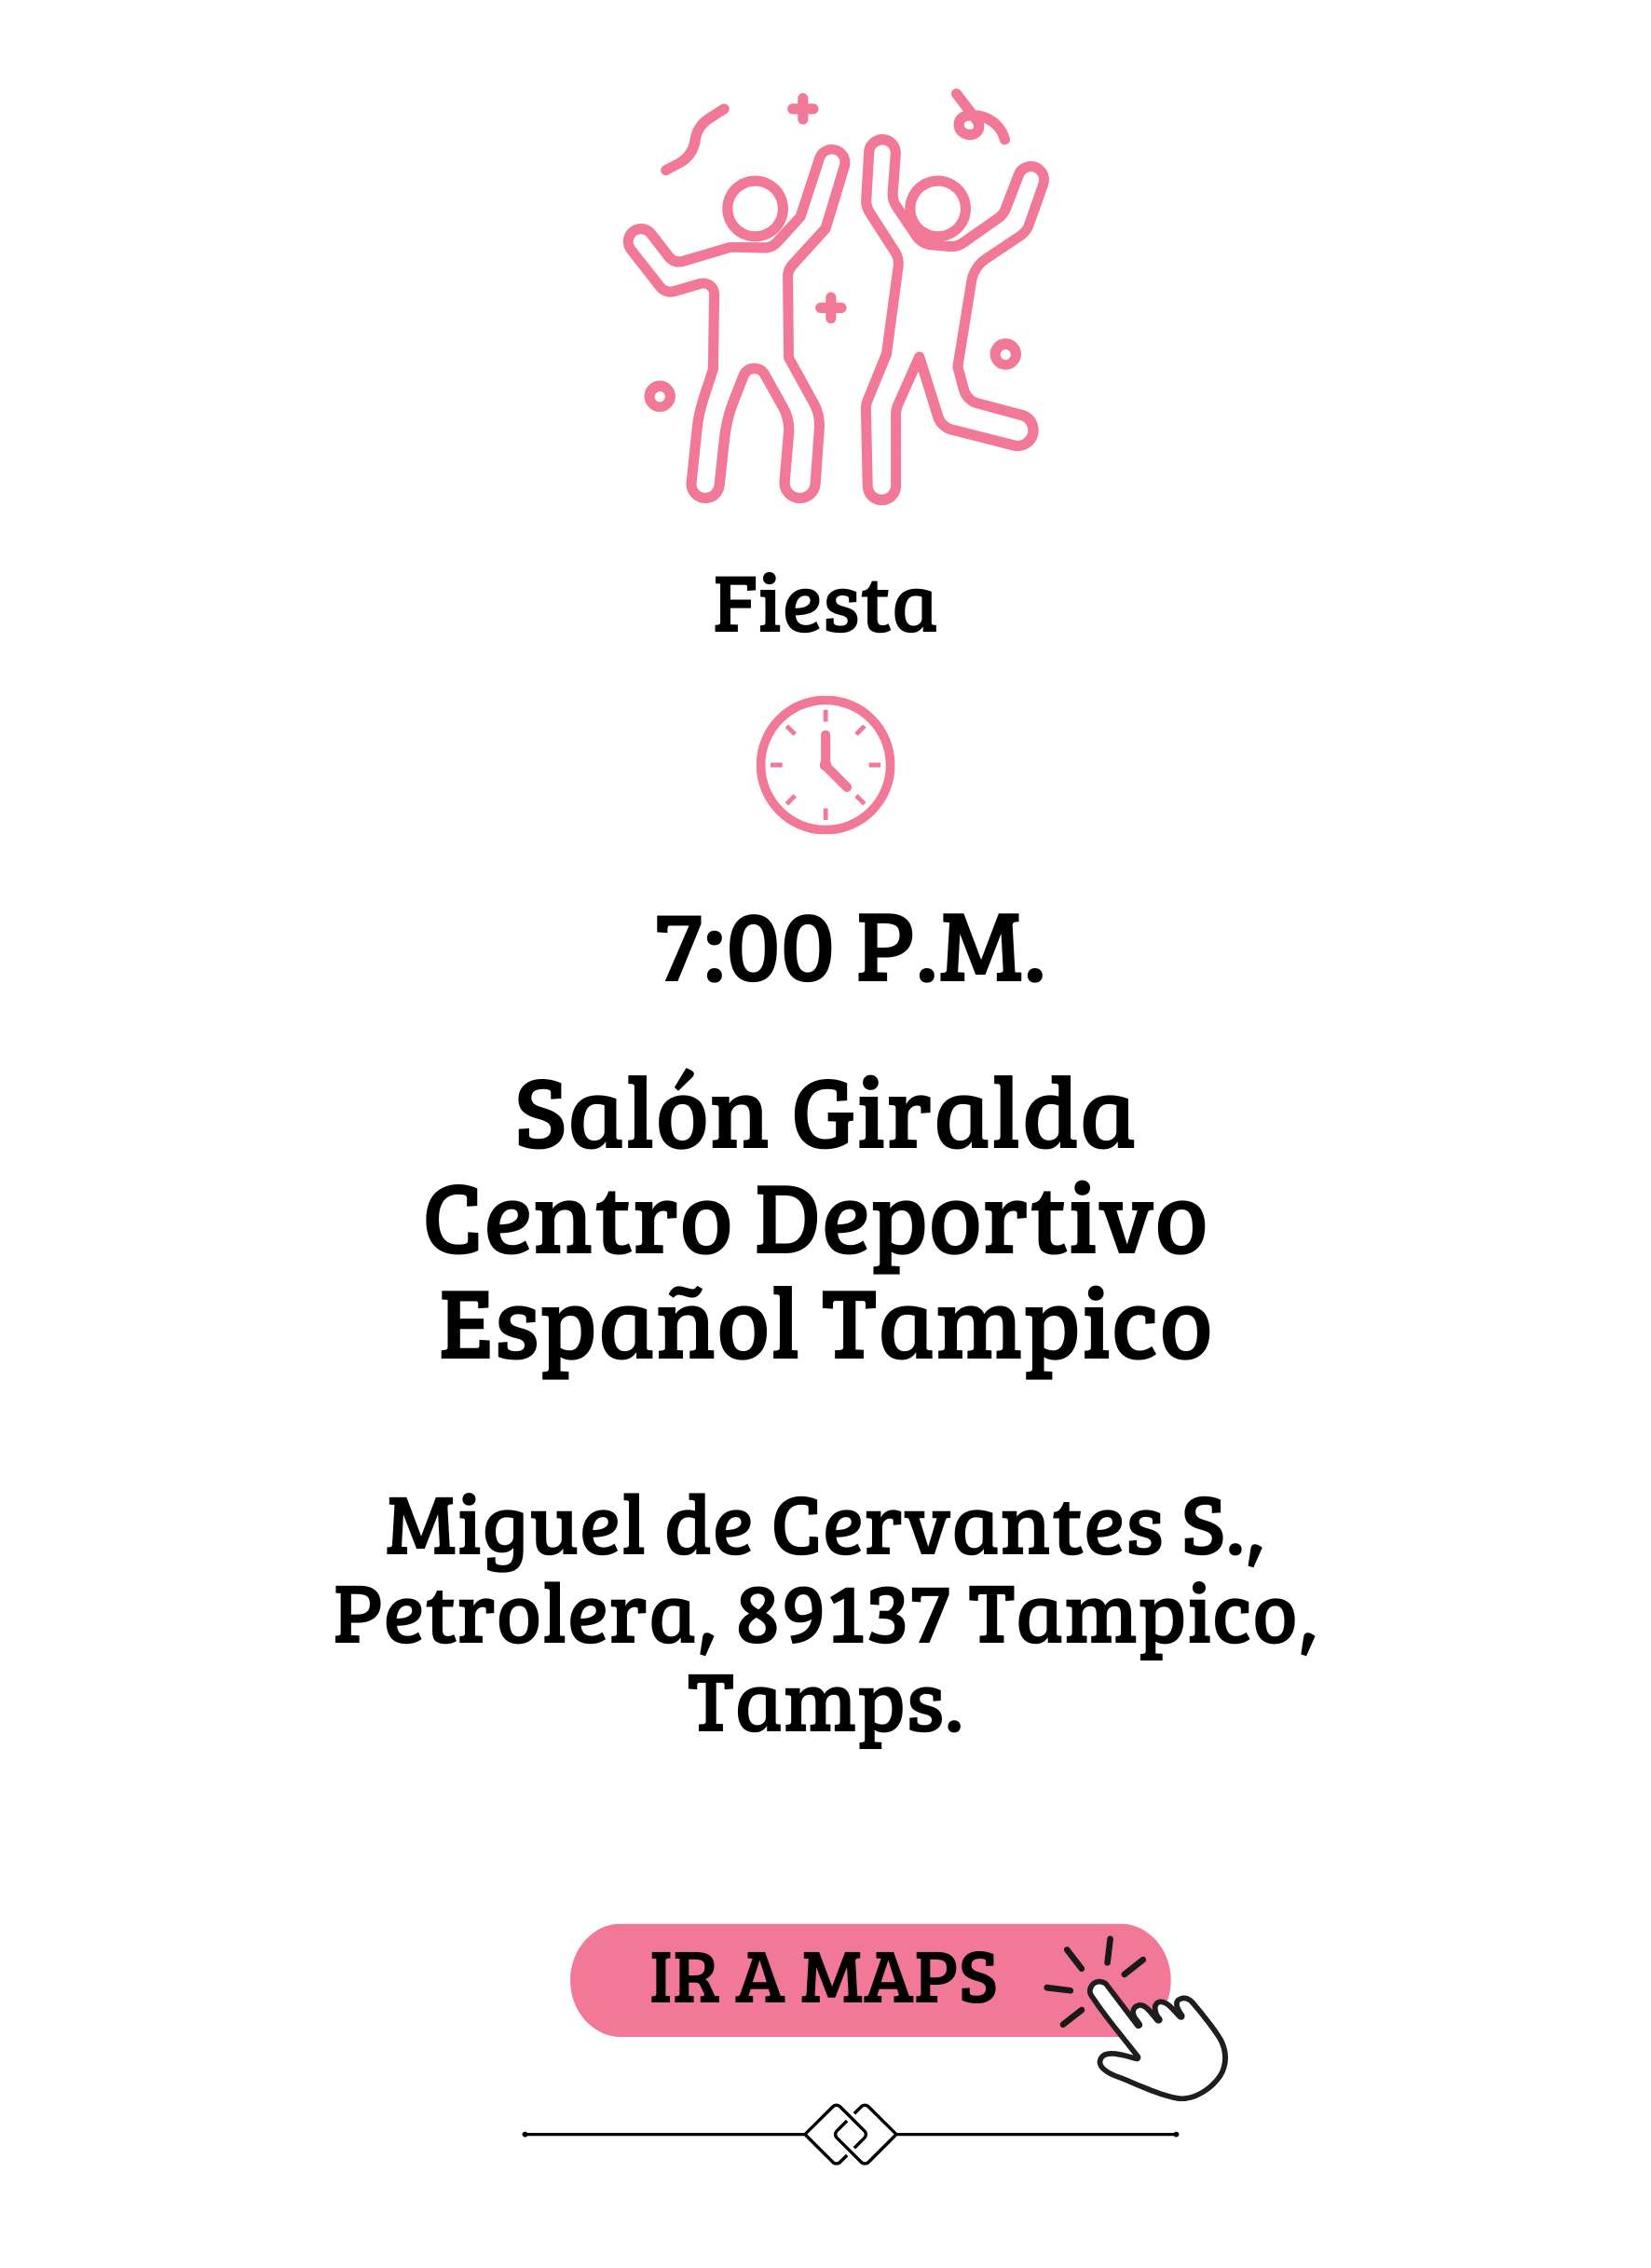 Fiesta
7:00 P.M.
Salón Giralda
Centro Deportivo
Español Tampico
Miguel de Cervantes S.,
Petrolera, 89137 Tampico,
Tamps.
IR A MAPS